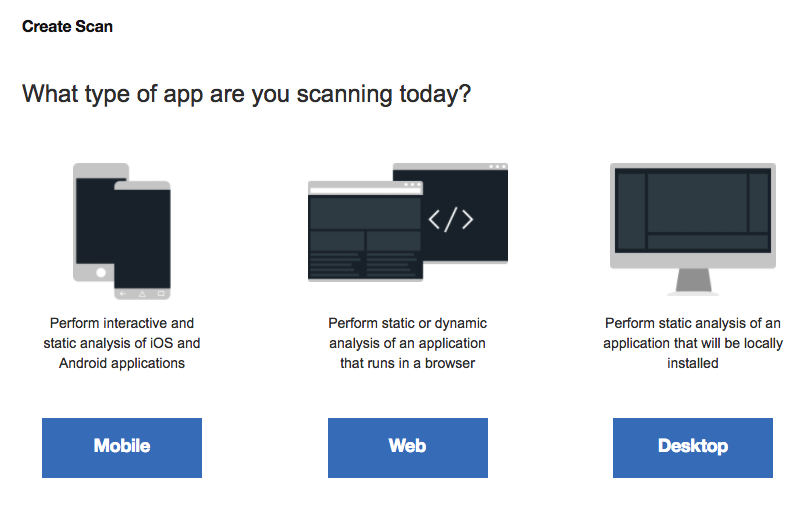 Create Scan
What type of app are you scanning today?
</>
Perform interactive and
static analysis of iOS and
Android applications
Perform static or dynamic
analysis of an application
that runs in a browser
Perform static analysis of an
application that will be locally
installed
Mobile
Web
Desktop